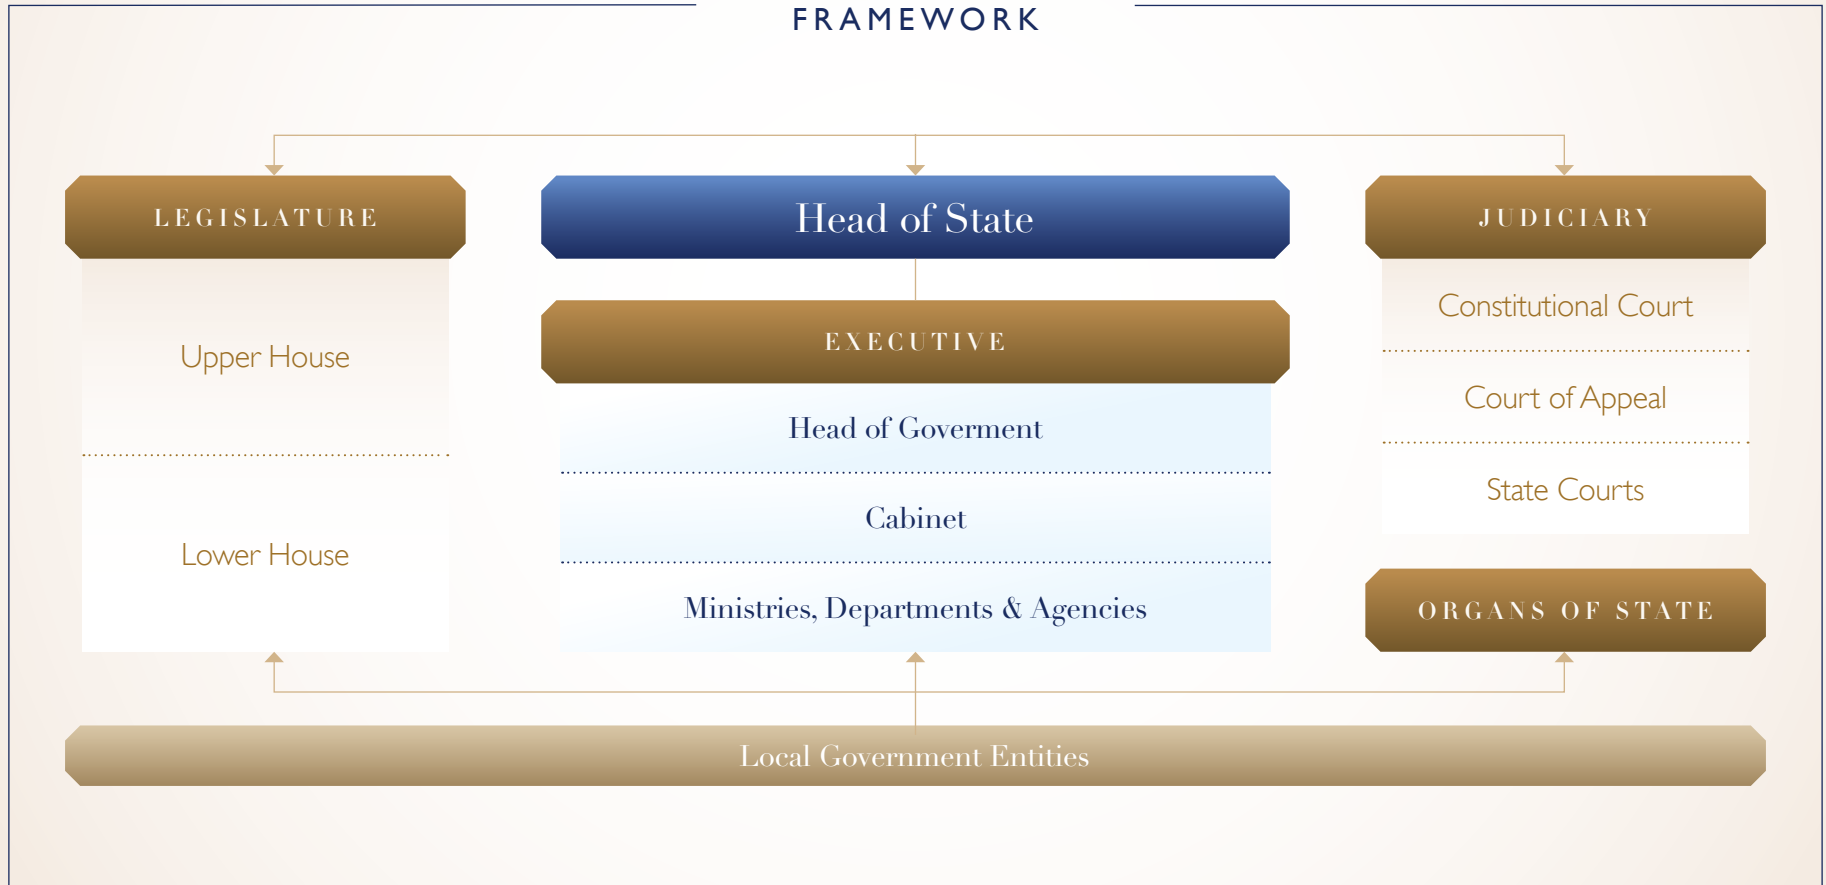 FRAMEWORK
LEGISLATURE
Upper House
Lower House
Head of State
EXECUTIVE
Head of Goverment
Cabinet
Ministries, Departments & Agencies
JUDICIARY
Constitutional Court
Court of Appeal
State Courts
ORGANS OF STATE
Local Government Entities